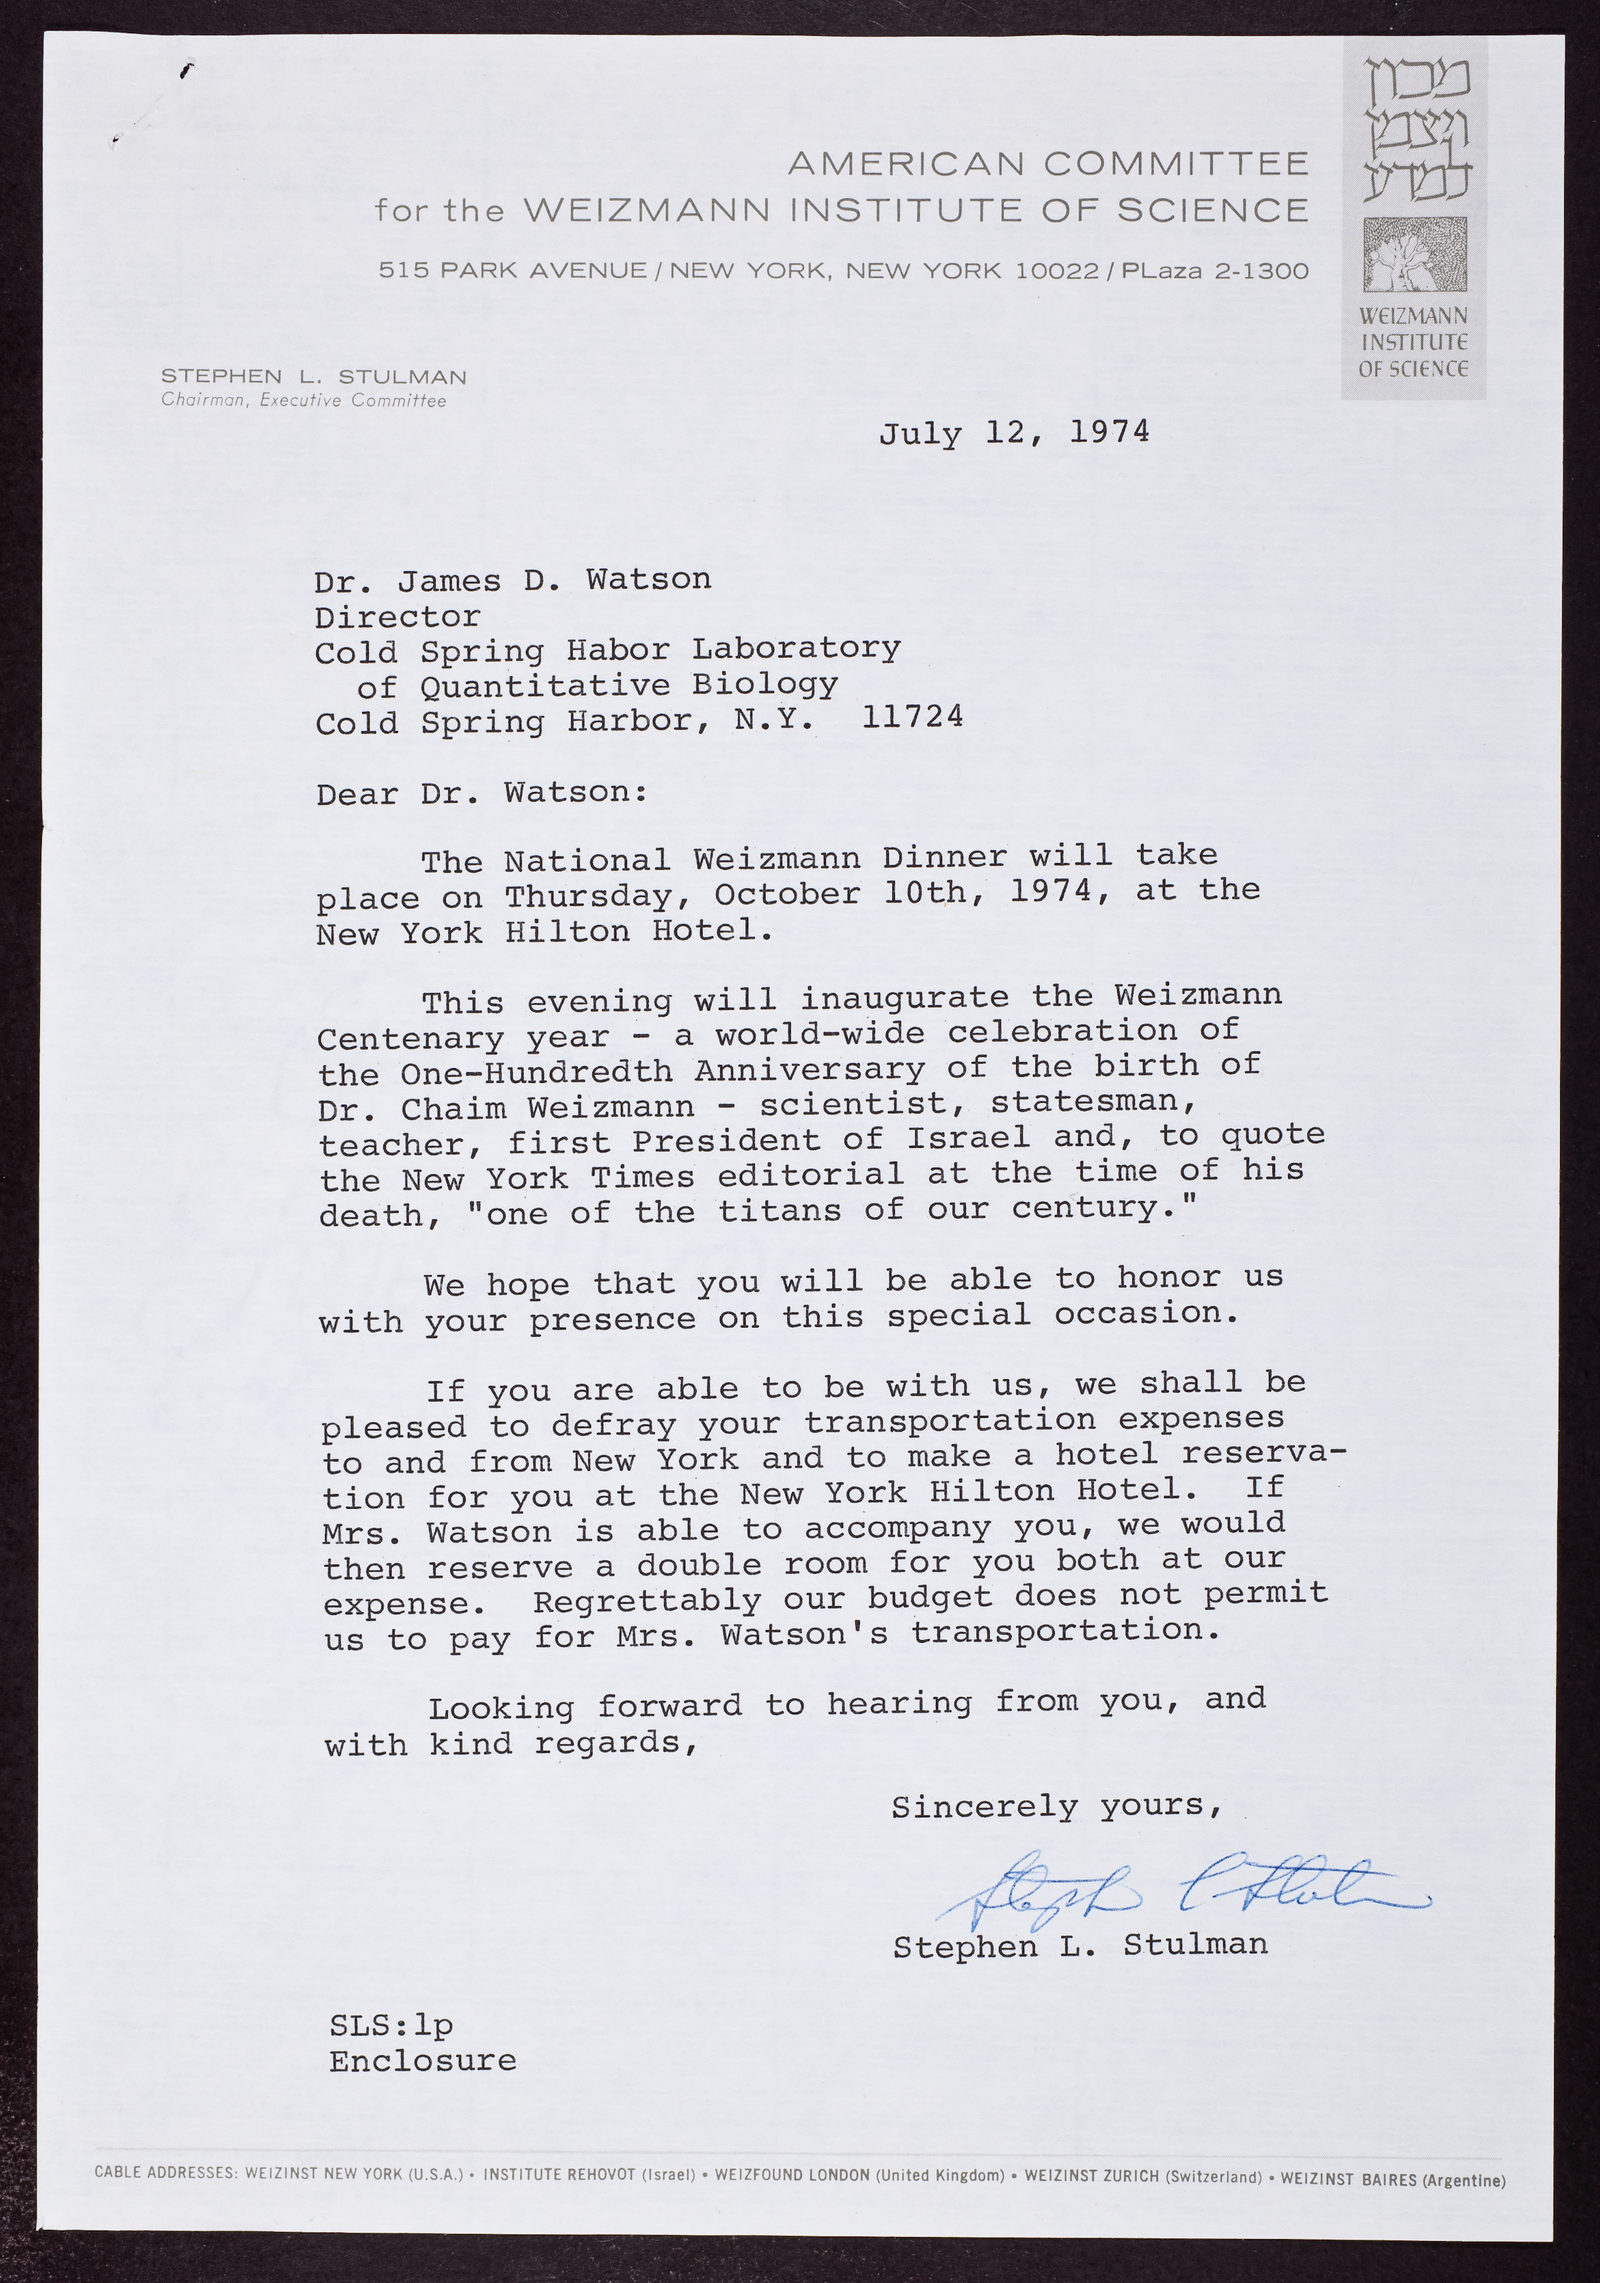 מכון
ויצמן
למדע
AMERICAN COMMITTEE
for the WEIZMANN INSTITUTE OF SCIENCE
515 PARK AVENUE / NEW YORK, NEW YORK 10022 / PLaza 2-1300
WEIZMANN
INSTITUTE
OF SCIENCE
STEPHEN L. STULMAN
Chairman, Executive Committee
July 12, 1974
Dr. James D. Watson
Director
Cold Spring Habor Laboratory
of Quantitative Biology
Cold Spring Harbor, N.Y. 11724
Dear Dr. Watson:
The National Weizmann Dinner will take
place on Thursday, October 10th, 1974, at the
New York Hilton Hotel.
This evening will inaugurate the Weizmann
Centenary year - a world-wide celebration of
the One-Hundredth Anniversary of the birth of
Dr. Chaim Weizmann - scientist, statesman,
teacher, first President of Israel and, to quote
the New York Times editorial at the time of his
death, "one of the titans of our century."
We hope that you will be able to honor us
with your presence on this special occasion.
If you are able to be with us, we shall be
pleased to defray your transportation expenses
to and from New York and to make a hotel reserva-
tion for you at the New York Hilton Hotel. If
Mrs. Watson is able to accompany you, we would
then reserve a double room for you both at our
expense. Regrettably our budget does not permit
us to pay for Mrs. Watson's transportation.
Looking forward to hearing from you, and
with kind regards,
Sincerely yours,
Stephen L. Stulman
Stephen L. Stulman
SLS:lp
Enclosure
CABLE ADDRESSES: WEIZINST NEW YORK (U.S.A.) • INSTITUTE REHOVOT (Israel) • WEIZFOUND LONDON (United Kingdom) • WEIZINST ZURICH (Switzerland) • WEIZINST BAIRES (Argentine)